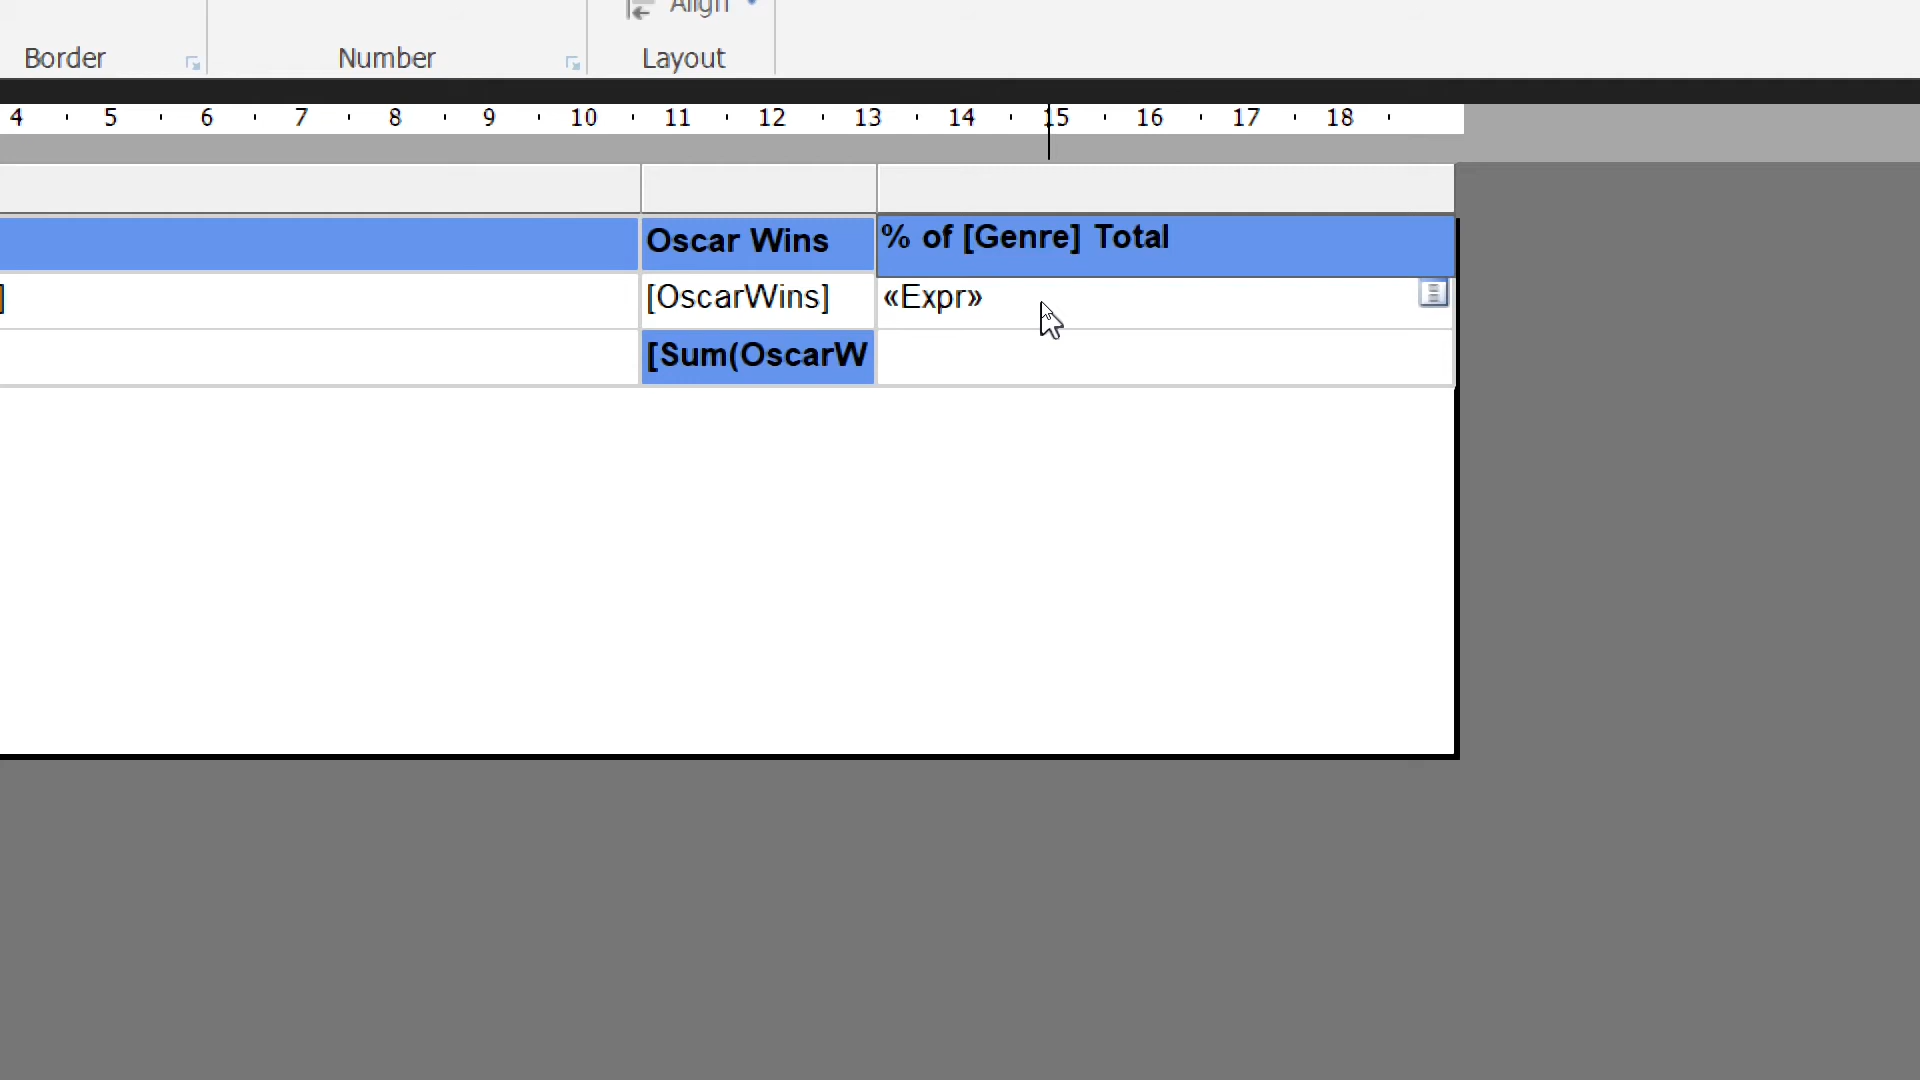 Align
Border
Number
Layout
4 5 6 7 8 9 10 11 12 13 14 15 16 17 18
Oscar Wins
% of [Genre] Total
]
[OscarWins]
«Expr»
[Sum(OscarW